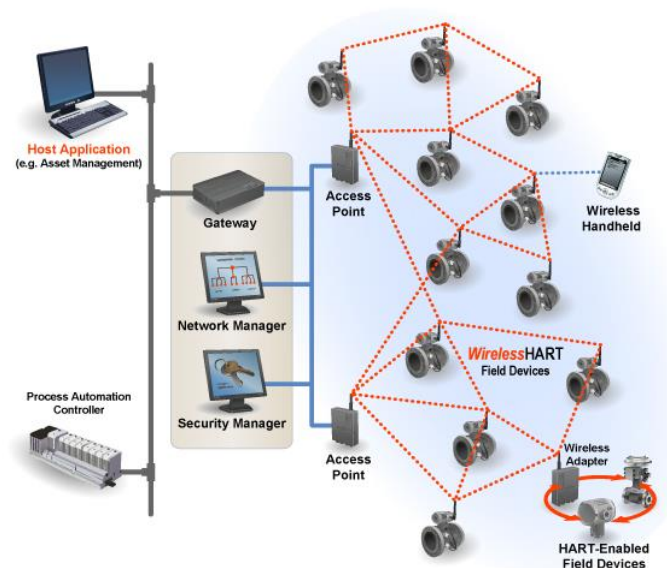 Host Application
(e.g. Asset Management)
Gateway
Access
Point
Wireless
Handheld
Network Manager
WirelessHART
Field Devices
Process Automation
Controller
Security Manager
Access
Point
Wireless
Adapter
HART-Enabled
Field Devices